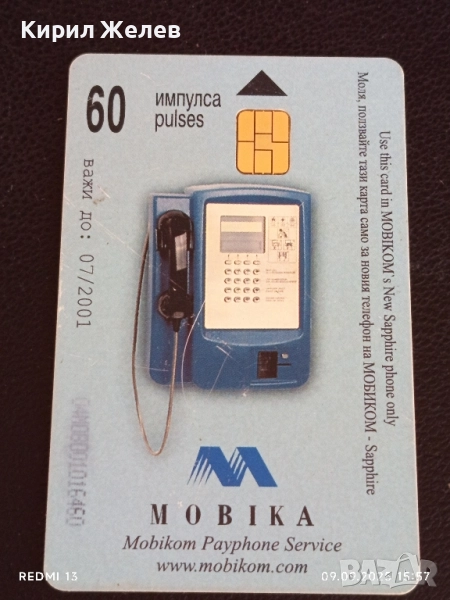 Кирил Желев
60 импулса
pulses
важи до: 07/2001
Use this card in MOBIKOM`s New Sapphire phone only
Моля, ползвайте тази карта само за новия телефон на МОБИКОМ - Sapphire
MOBIKA
Mobikom Payphone Service
www.mobikom.com
BAZAR
REDMI 13